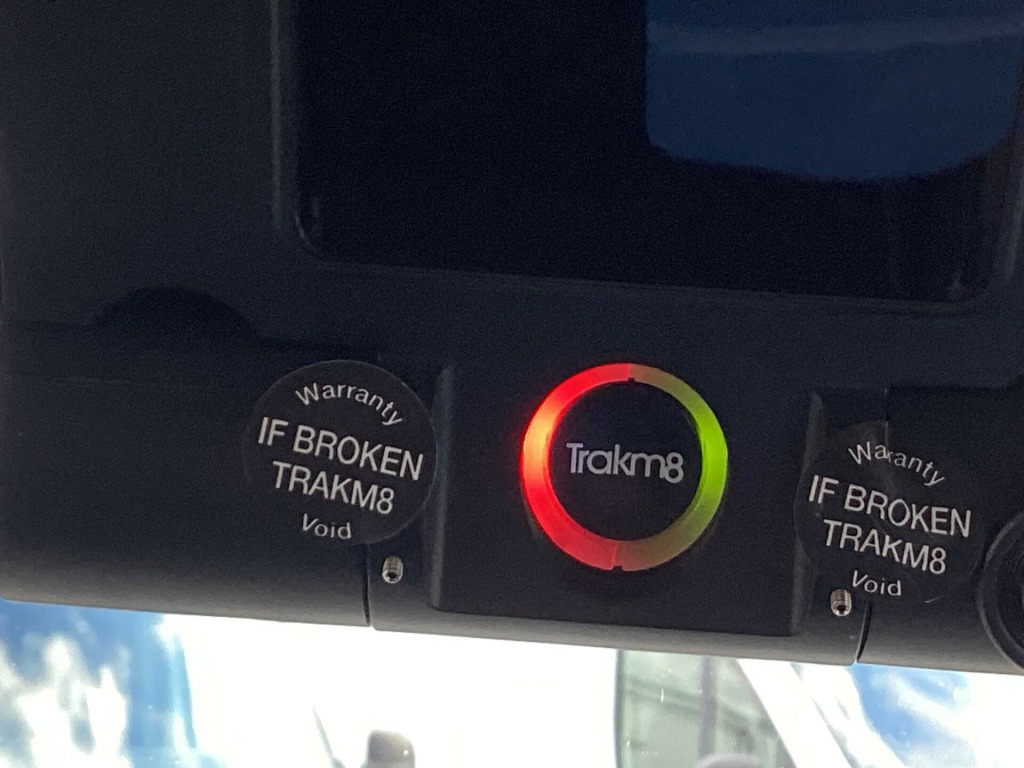 Warranty
IF BROKEN
TRAKM8
Void
Trakm8
Warranty
IF BROKEN
TRAKM8
Void